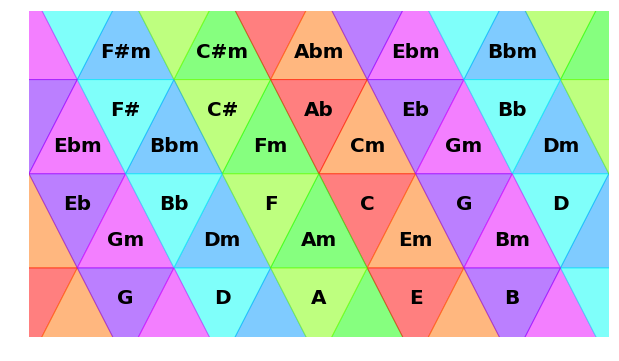 F#m C#m Abm Ebm Bbm
F# C# Ab Eb Bb
Ebm Bbm Fm Cm Gm Dm
Eb Bb F C G D
Gm Dm Am Em Bm
G D A E B